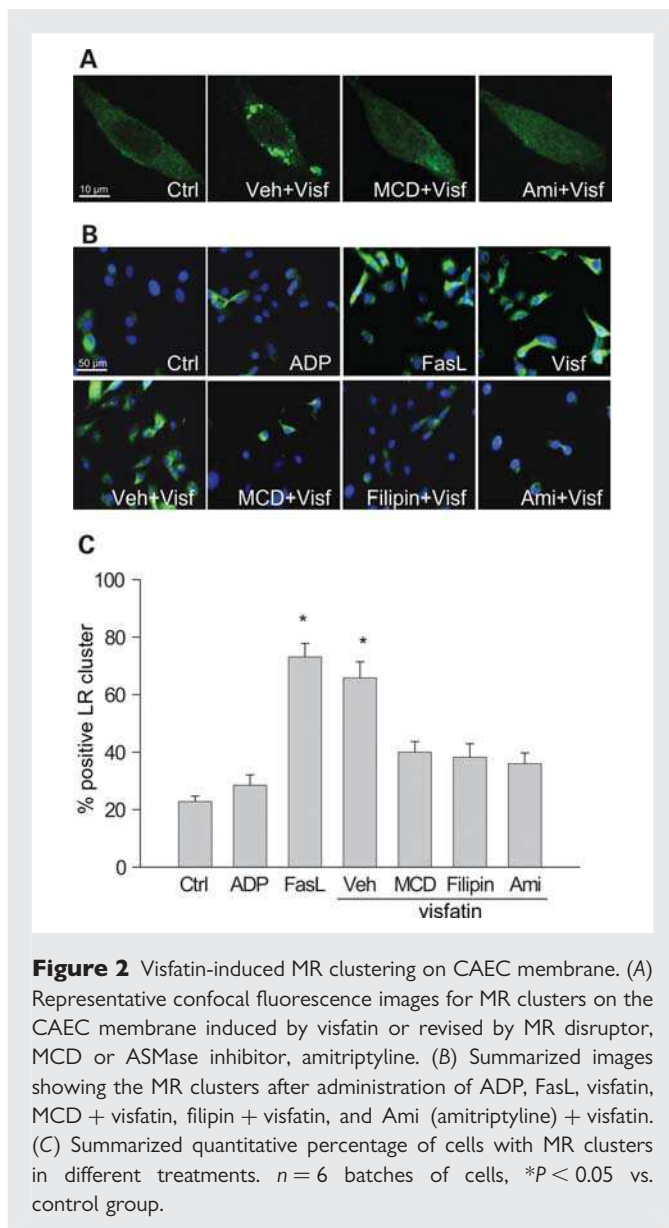 A
10 μm
Ctrl
Veh+Visf
MCD+Visf
Ami+Visf
B
50 μm
Ctrl
ADP
FasL
Visf
Veh+Visf
MCD+Visf
Filipin+Visf
Ami+Visf
C
% positive LR cluster
100
80
60
40
20
0
*
*
Ctrl ADP FasL Veh MCD Filipin Ami
visfatin
Figure 2 Visfatin-induced MR clustering on CAEC membrane. (A)
Representative confocal fluorescence images for MR clusters on the
CAEC membrane induced by visfatin or revised by MR disruptor,
MCD or ASMase inhibitor, amitriptyline. (B) Summarized images
showing the MR clusters after administration of ADP, FasL, visfatin,
MCD + visfatin, filipin + visfatin, and Ami (amitriptyline) + visfatin.
(C) Summarized quantitative percentage of cells with MR clusters
in different treatments. n = 6 batches of cells, *P < 0.05 vs.
control group.